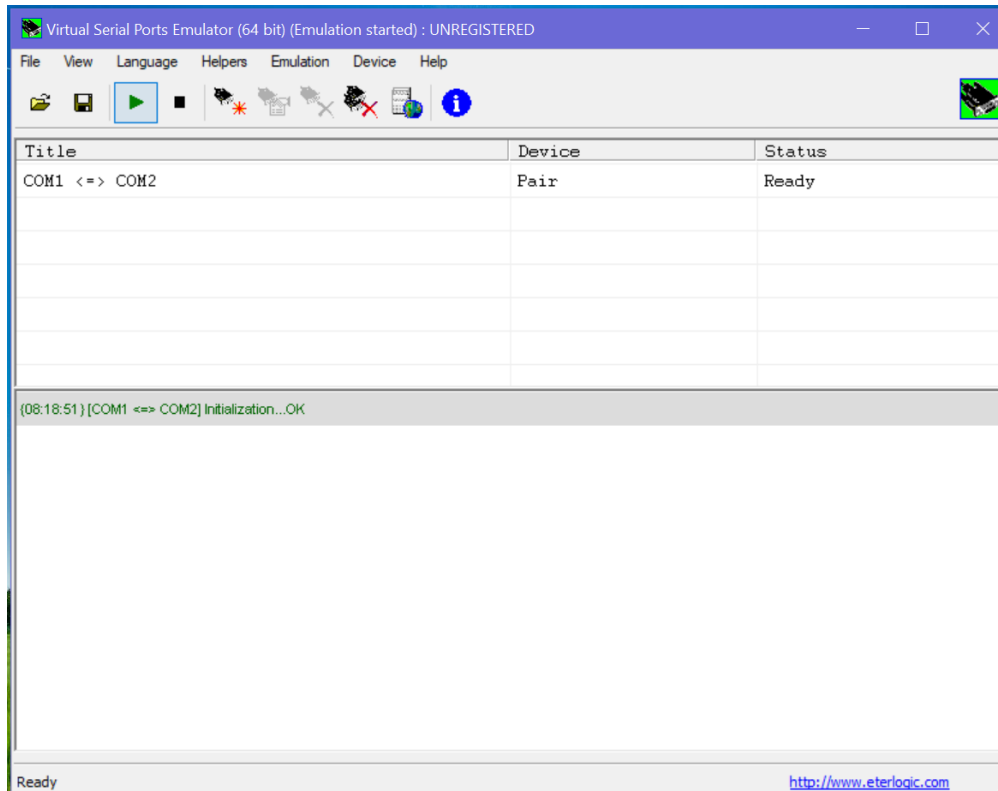 Virtual Serial Ports Emulator (64 bit) (Emulation started) : UNREGISTERED
File View Language Helpers Emulation Device Help
Title Device Status
COM1 <=> COM2 Pair Ready
(08:18:51) [COM1 <=> COM2] Initialization...OK
Ready http://www.eterlogic.com